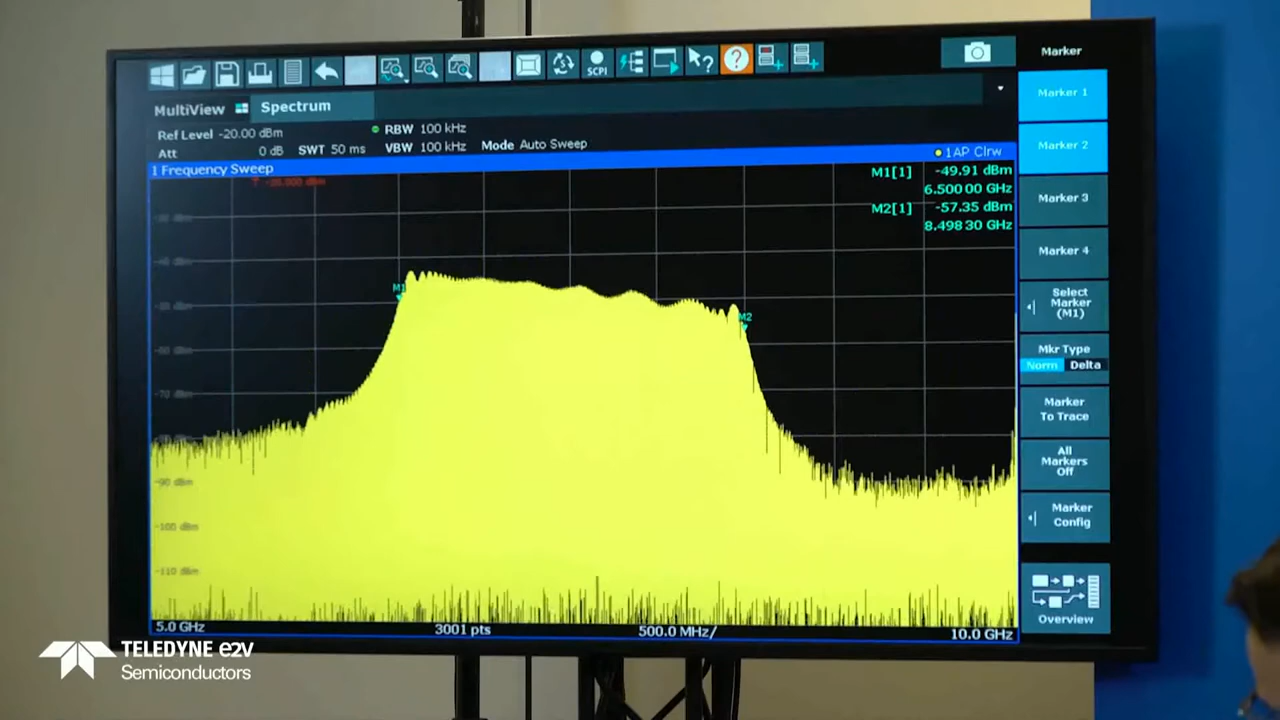 Marker
SCPI
MultiView
Spectrum
Marker 1
Ref Level -20.00 dBm
RBW 100 kHz
Att 0 dB SWT 50 ms VBW 100 kHz Mode Auto Sweep
Marker 2
1 Frequency Sweep
1AP Clrw
M1[1] -49.91 dBm
6.500 00 GHz
M2[1] -57.35 dBm
8.498 30 GHz
Marker 3
Marker 4
M1
M2
Select
Marker
(M1)
Mkr Type
Norm Delta
Marker
To Trace
All
Markers
Off
Marker
Config
Overview
-70 dBm
-90 dBm
-100 dBm
-110 dBm
5.0 GHz 3001 pts 500.0 MHz/ 10.0 GHz
TELEDYNE e2v
Semiconductors